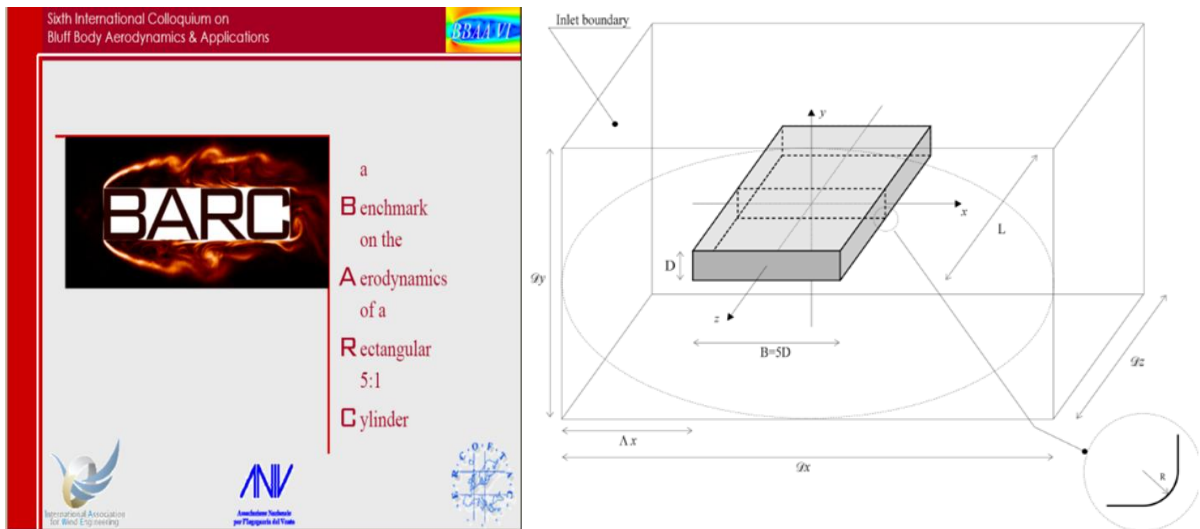 Sixth International Colloquium on
Bluff Body Aerodynamics & Applications
BBAA VI
BARC
a
Benchmark
on the
Aerodynamics
of a
Rectangular
5:1
Cylinder
International Association
for Wind Engineering
ANIV
Associazione Nazionale
per l'Ingegneria del Vento
Inlet boundary
y
x
L
D
𝒟y
z
B=5D
𝒟z
Λx
𝒟x
R